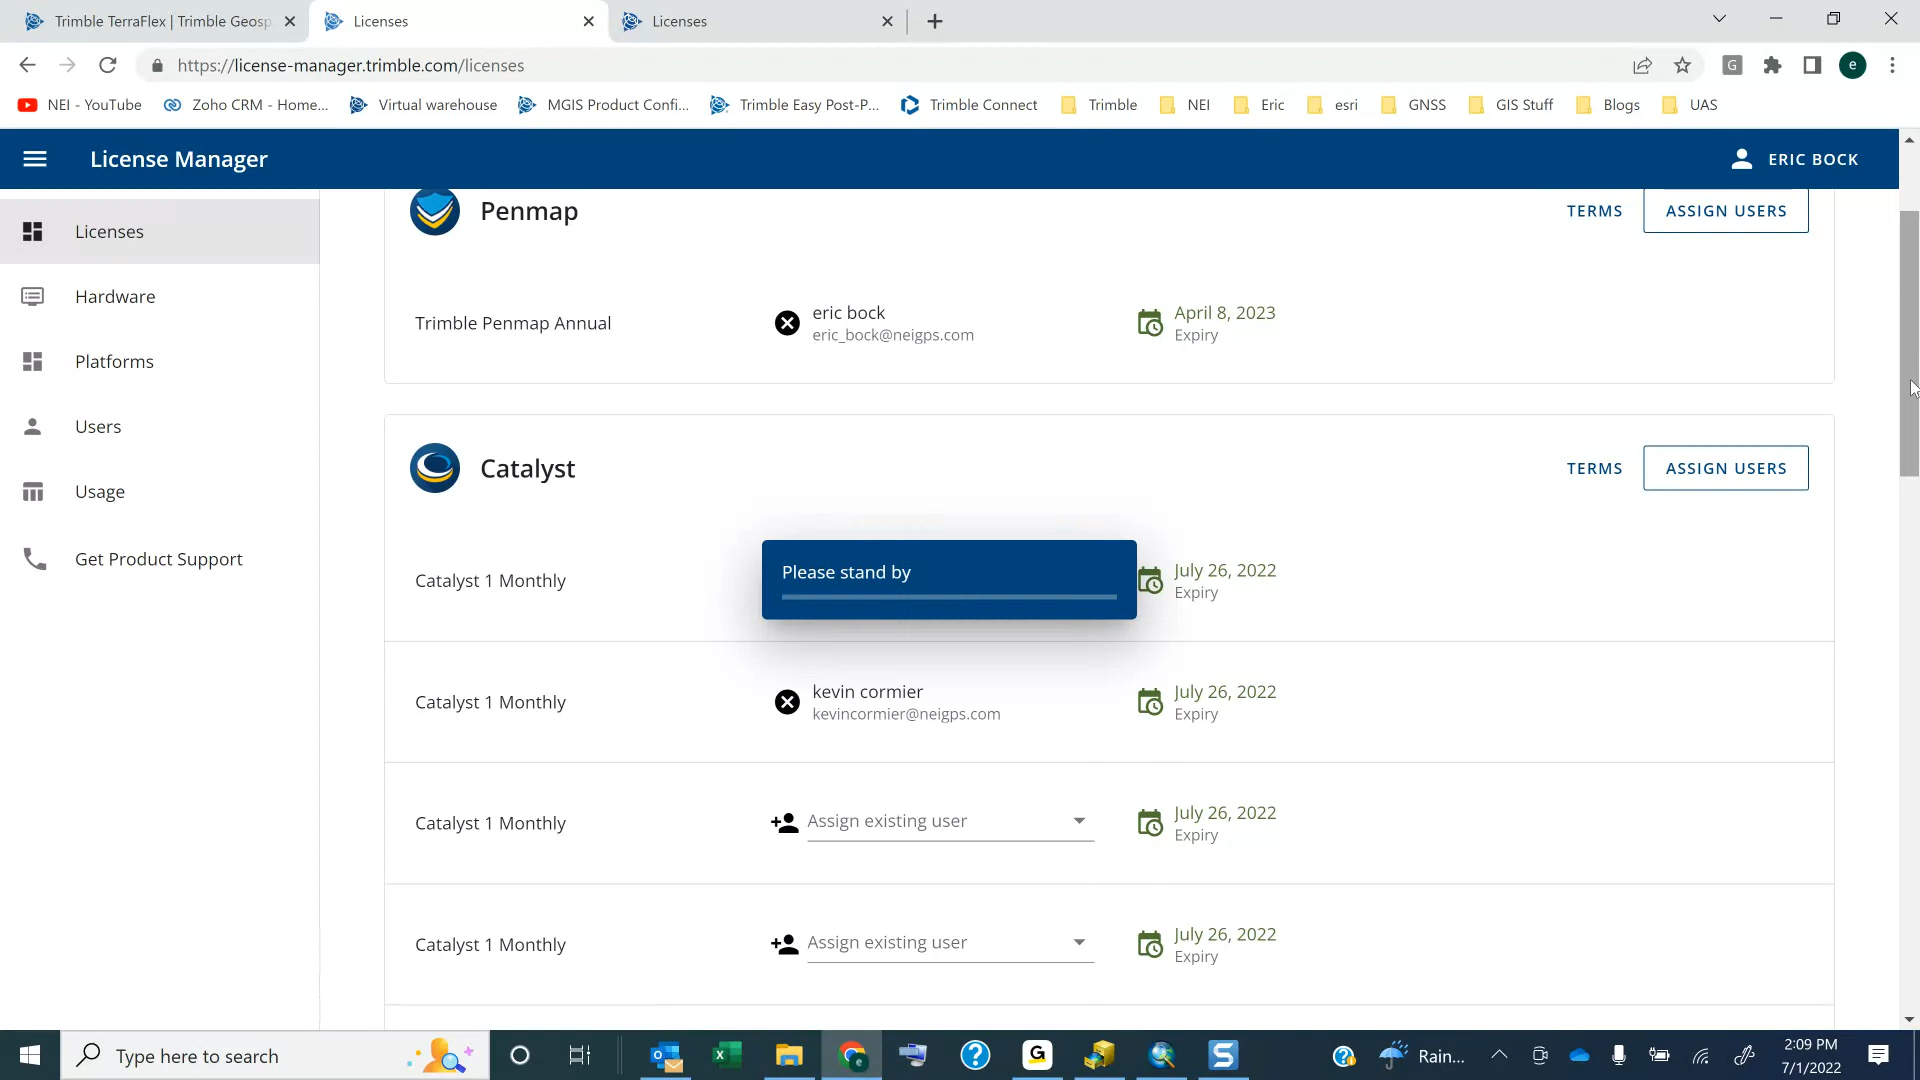 Trimble TerraFlex | Trimble Geosp
Licenses
Licenses
https://license-manager.trimble.com/licenses
G
e
NEI - YouTube
Zoho CRM - Home...
Virtual warehouse
MGIS Product Confi...
Trimble Easy Post-P...
Trimble Connect
Trimble
NEI
Eric
esri
GNSS
GIS Stuff
Blogs
UAS
License Manager
ERIC BOCK
Licenses
Hardware
Platforms
Users
Usage
Get Product Support
Penmap
TERMS
ASSIGN USERS
Trimble Penmap Annual
eric bock
eric_bock@neigps.com
April 8, 2023
Expiry
Catalyst
TERMS
ASSIGN USERS
Catalyst 1 Monthly
Please stand by
July 26, 2022
Expiry
Catalyst 1 Monthly
kevin cormier
kevincormier@neigps.com
July 26, 2022
Expiry
Catalyst 1 Monthly
Assign existing user
July 26, 2022
Expiry
Catalyst 1 Monthly
Assign existing user
July 26, 2022
Expiry
Type here to search
Rain...
2:09 PM
7/1/2022